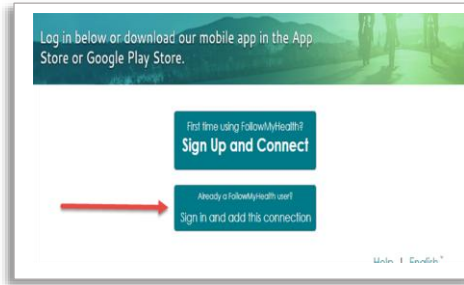 Log in below or download our mobile app in the App
Store or Google Play Store.
First time using FollowMyHealth?
Sign Up and Connect
Already a FollowMyHealth user?
Sign in and add this connection
Help | English